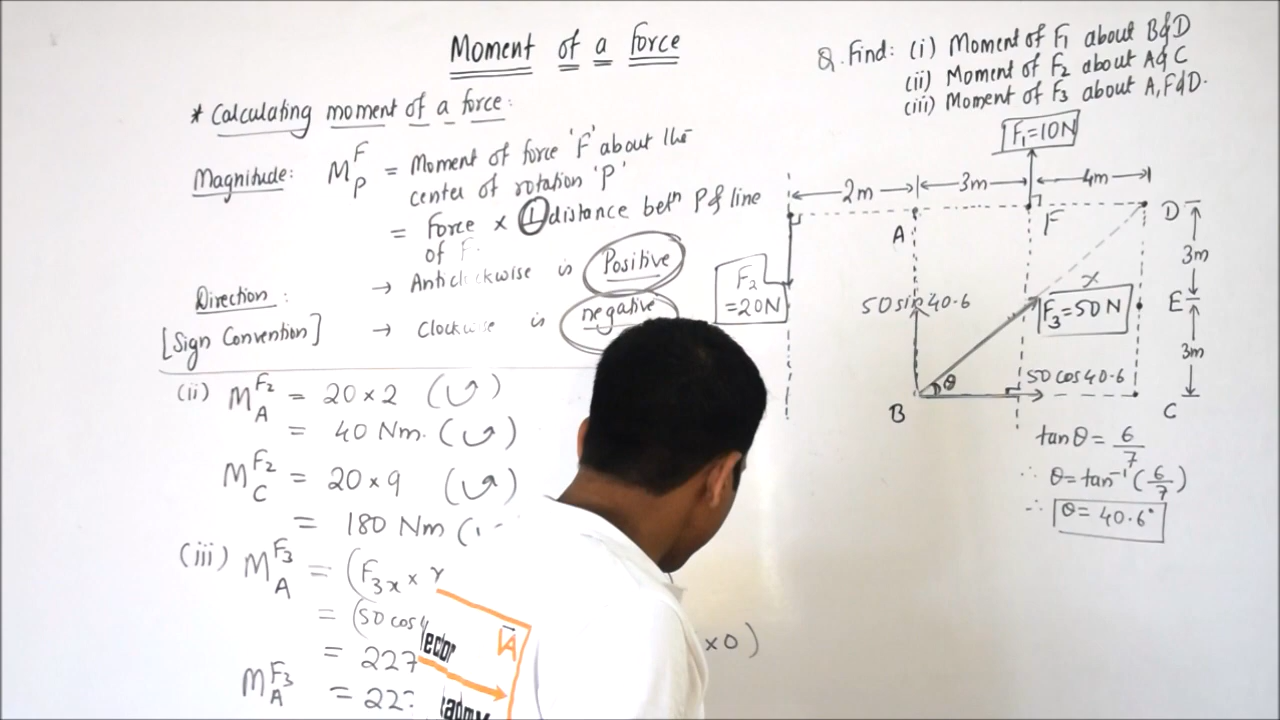 Moment of a force
* Calculating moment of a force:
Magnitude: M_P^F = Moment of force 'F' about the
center of rotation 'P'
= Force × ⊥ distance betⁿ P & line
of F.
Direction:
[Sign Convention]
→ Anticlockwise is Positive
→ Clockwise is negative
(ii) M_A^{F2} = 20×2 (↺)
= 40 Nm. (↺)
M_C^{F2} = 20×9 (↺)
= 180 Nm
(iii) M_A^{F3} = (F3x ×
= (50 cos
×0)
= 227
M_A^{F3} = 22
Q. Find: (i) Moment of F1 about B & D
(ii) Moment of F2 about A & C
(iii) Moment of F3 about A, F & D.
F1=10N
2m
3m
4m
A
F
D
3m
F2
=20N
50 sin 40.6
x
F3=50N
E
3m
50 cos 40.6
θ
B
C
tanθ = 6/7
∴ θ = tan⁻¹(6/7)
∴ θ = 40.6°
VA